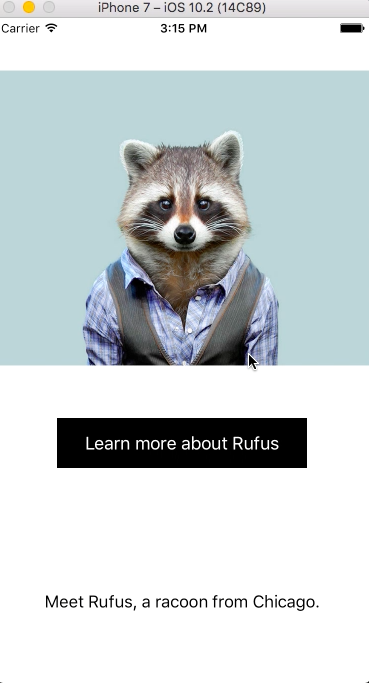 iPhone 7 – iOS 10.2 (14C89)
Carrier 3:15 PM
Learn more about Rufus
Meet Rufus, a racoon from Chicago.